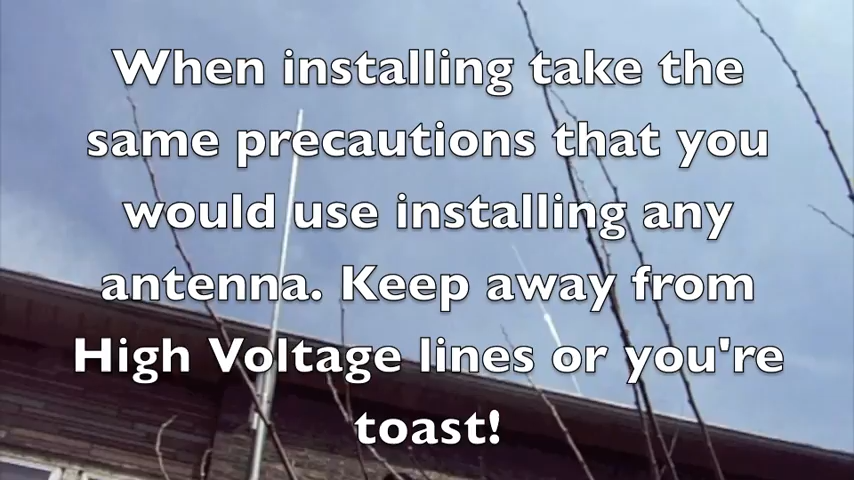 When installing take the
same precautions that you
would use installing any
antenna. Keep away from
High Voltage lines or you're
toast!